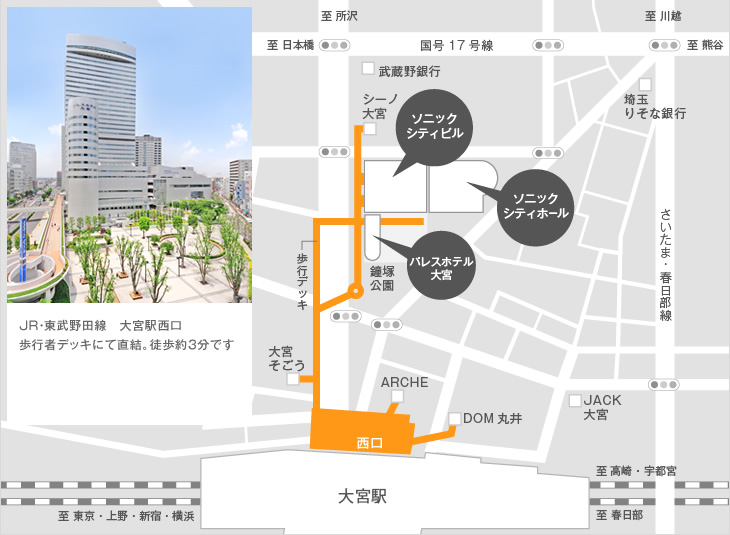 至 所沢
至 川越
至 日本橋
国号 17 号線
至 熊谷
武蔵野銀行
シーノ
大宮
ソニック
シティビル
埼玉
りそな銀行
ソニック
シティホール
さいたま・春日部線
歩行デッキ
パレスホテル
大宮
鐘塚
公園
JR・東武野田線 大宮駅西口
歩行者デッキにて直結。徒歩約3分です
大宮
そごう
ARCHE
DOM 丸井
JACK
大宮
西口
大宮駅
至 高崎・宇都宮
至 東京・上野・新宿・横浜
至 春日部